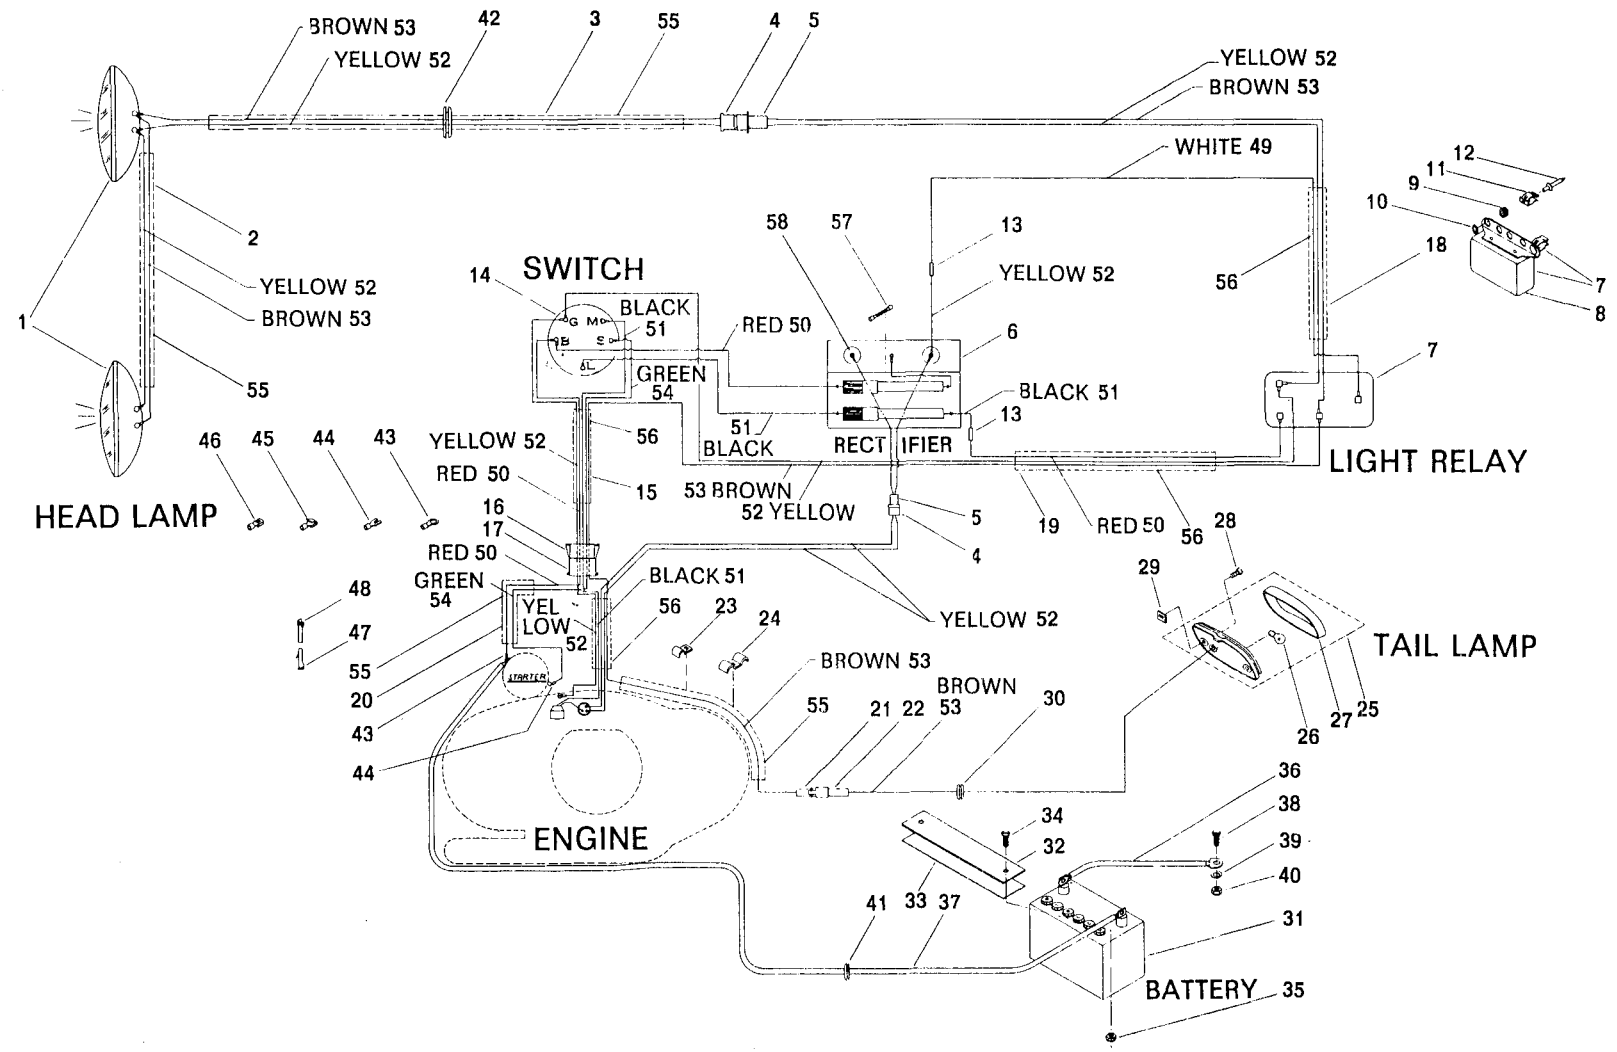 BROWN 53
42
3
55
4
5
YELLOW 52
YELLOW 52
BROWN 53
WHITE 49
12
11
9
10
2
58
57
13
56
18
7
8
SWITCH
14
BLACK
51
YELLOW 52
YELLOW 52
BROWN 53
1
G M
B S
L
RED 50
6
7
GREEN
54
55
BLACK 51
13
51
BLACK
56
46
45
44
43
YELLOW 52
RECT IFIER
LIGHT RELAY
RED 50
15
53 BROWN
52 YELLOW
HEAD LAMP
16
17
5
4
19
RED 50
56
28
RED 50
GREEN
54
BLACK 51
29
48
YEL
LOW
52
56
23
24
YELLOW 52
TAIL LAMP
47
55
20
STARTER
BROWN 53
BROWN
53
43
55
21
22
30
26
27
25
44
36
ENGINE
34
38
32
39
33
40
41
37
31
BATTERY
35